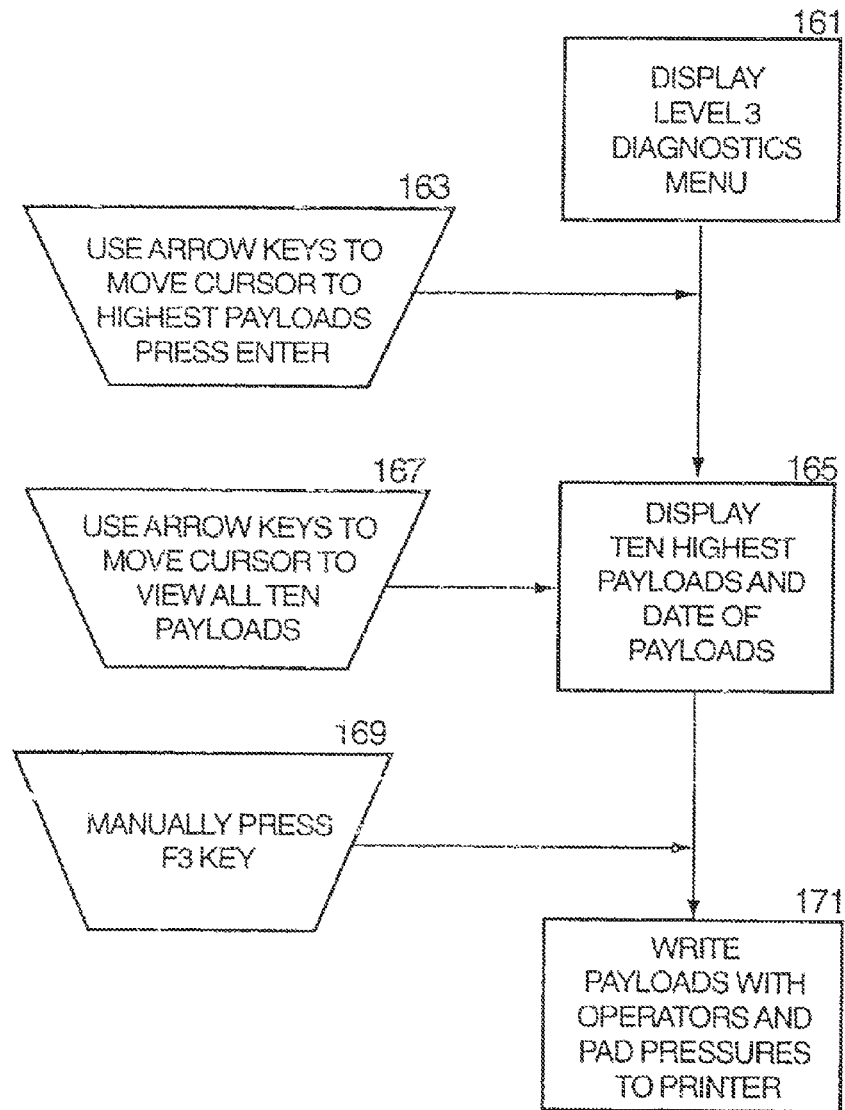 161
DISPLAY
LEVEL 3
DIAGNOSTICS
MENU
163
USE ARROW KEYS TO
MOVE CURSOR TO
HIGHEST PAYLOADS
PRESS ENTER
167
USE ARROW KEYS TO
MOVE CURSOR TO
VIEW ALL TEN
PAYLOADS
165
DISPLAY
TEN HIGHEST
PAYLOADS AND
DATE OF
PAYLOADS
169
MANUALLY PRESS
F3 KEY
171
WRITE
PAYLOADS WITH
OPERATORS AND
PAD PRESSURES
TO PRINTER